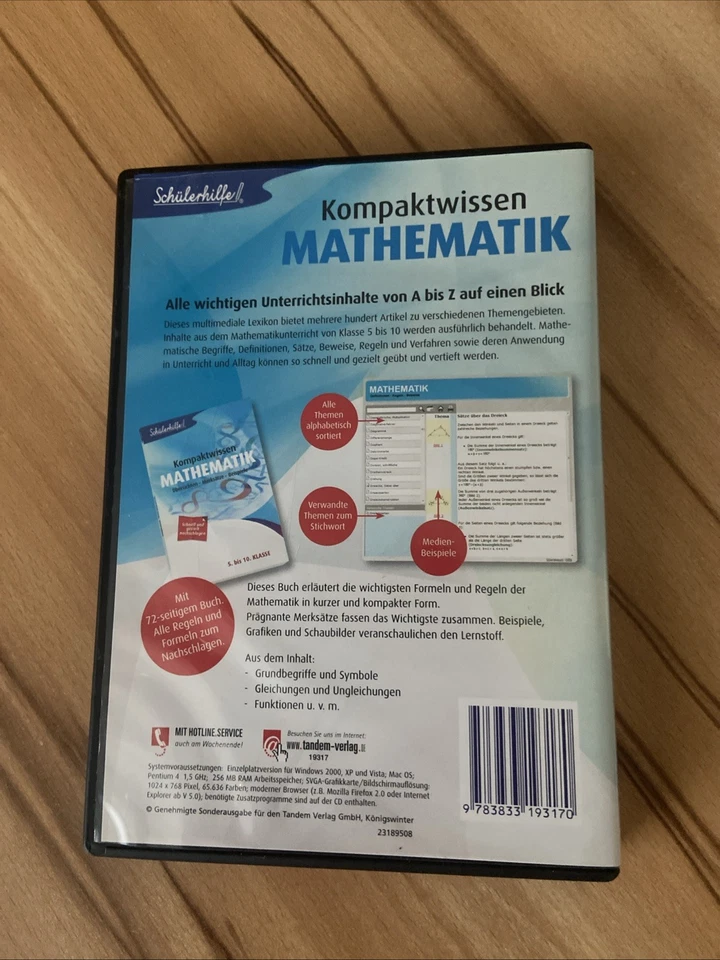 Schülerhilfe!®
Kompaktwissen
MATHEMATIK
Alle wichtigen Unterrichtsinhalte von A bis Z auf einen Blick
Dieses multimediale Lexikon bietet mehrere hundert Artikel zu verschiedenen Themengebieten.
Inhalte aus dem Mathematikunterricht von Klasse 5 bis 10 werden ausführlich behandelt. Mathe-
matische Begriffe, Definitionen, Sätze, Beweise, Regeln und Verfahren sowie deren Anwendung
in Unterricht und Alltag können so schnell und gezielt geübt und vertieft werden.
Schülerhilfe!
Kompaktwissen
MATHEMATIK
5. bis 10. KLASSE
Alle
Themen
alphabetisch
sortiert
Verwandte
Themen zum
Stichwort
MATHEMATIK
Thema
Sätze über das Dreieck
Medien-
Beispiele
Mit
72-seitigem Buch.
Alle Regeln und
Formeln zum
Nachschlagen.
Dieses Buch erläutert die wichtigsten Formeln und Regeln der
Mathematik in kurzer und kompakter Form.
Prägnante Merksätze fassen das Wichtigste zusammen. Beispiele,
Grafiken und Schaubilder veranschaulichen den Lernstoff.
Aus dem Inhalt:
- Grundbegriffe und Symbole
- Gleichungen und Ungleichungen
- Funktionen u. v. m.
MIT HOTLINE.SERVICE
auch am Wochenende!
Besuchen Sie uns im Internet:
www.tandem-verlag.de
19317
Systemvoraussetzungen: Einzelplatzversion für Windows 2000, XP und Vista; Mac OS;
Pentium 4 1,5 GHz; 256 MB RAM Arbeitsspeicher; SVGA-Grafikkarte/Bildschirmauflösung:
1024 x 768 Pixel, 65.636 Farben; moderner Browser (z.B. Mozilla Firefox 2.0 oder Internet
Explorer ab V 5.0); benötigte Zusatzprogramme sind auf der CD enthalten.
© Genehmigte Sonderausgabe für den Tandem Verlag GmbH, Königswinter
23189508
9 783833 193170